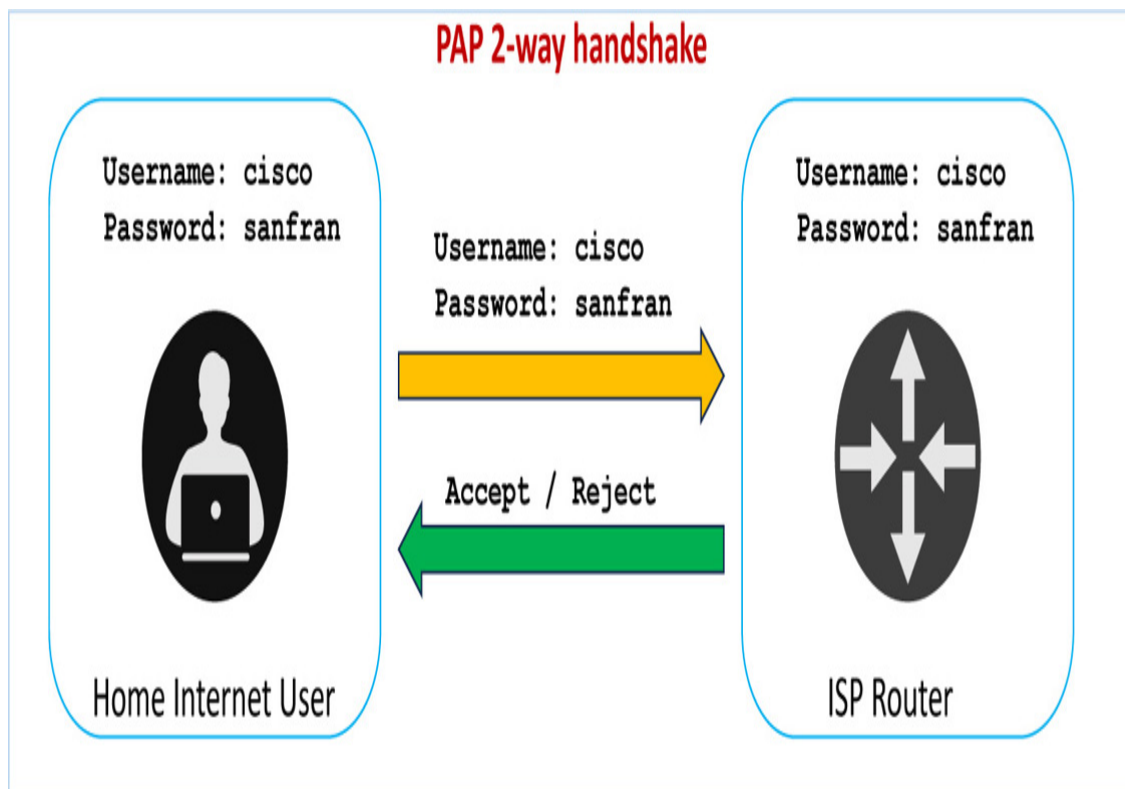 PAP 2-way handshake
Username: cisco
Password: sanfran
Username: cisco
Password: sanfran
Accept / Reject
Username: cisco
Password: sanfran
Home Internet User
ISP Router